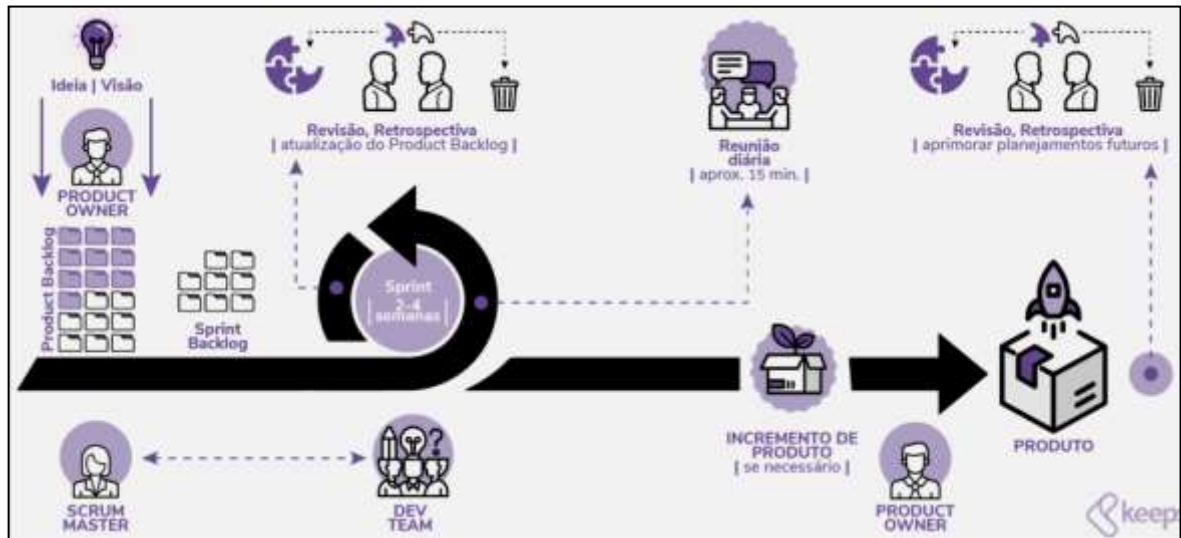 Ideia | Visão
PRODUCT
OWNER
Product Backlog
Sprint
Backlog
Revisão, Retrospectiva
| atualização do Product Backlog |
Sprint
| 2-4
semanas |
Reunião
diária
| aprox. 15 min. |
Revisão, Retrospectiva
| aprimorar planejamentos futuros |
SCRUM
MASTER
?
DEV
TEAM
INCREMENTO DE
PRODUTO
| se necessário |
PRODUCT
OWNER
PRODUTO
keeps